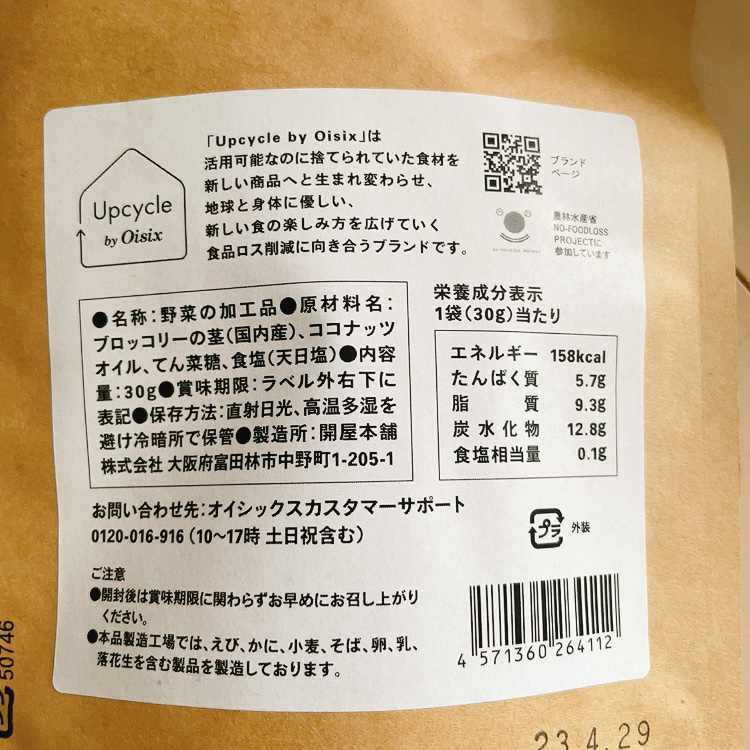 「Upcycle by Oisix」は
活用可能なのに捨てられていた食材を
新しい商品へと生まれ変わらせ、
地球と身体に優しい、
新しい食の楽しみ方を広げていく
食品ロス削減に向き合うブランドです。
Upcycle
by Oisix
ブランド
ページ
農林水産省
NO-FOODLOSS
PROJECTに
参加しています
●名称：野菜の加工品●原材料名：
ブロッコリーの茎（国内産）、ココナッツ
オイル、てん菜糖、食塩（天日塩）●内容
量：30g●賞味期限：ラベル外右下に
表記●保存方法：直射日光、高温多湿を
避け冷暗所で保管●製造所：開屋本舗
株式会社 大阪府富田林市中野町1-205-1
栄養成分表示
1袋（30g）当たり
エネルギー 158kcal
たんぱく質 5.7g
脂質 9.3g
炭水化物 12.8g
食塩相当量 0.1g
お問い合わせ先：オイシックスカスタマーサポート
0120-016-916（10〜17時 土日祝含む）
プラ 外装
ご注意
●開封後は賞味期限に関わらずお早めにお召し上がり
ください。
●本品製造工場では、えび、かに、小麦、そば、卵、乳、
落花生を含む製品を製造しております。
4 571360 264112
50746
23.4.29